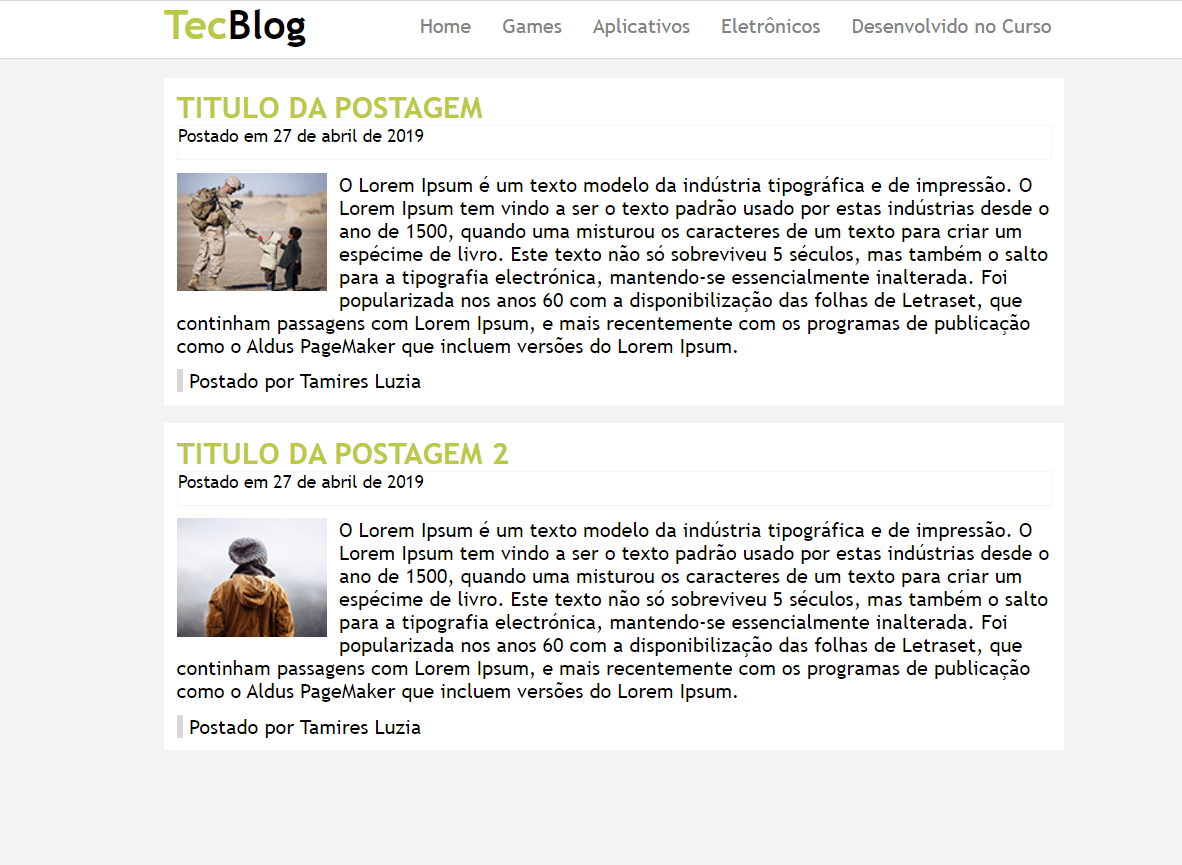 TecBlog Home Games Aplicativos Eletrônicos Desenvolvido no Curso
TITULO DA POSTAGEM
Postado em 27 de abril de 2019
O Lorem Ipsum é um texto modelo da indústria tipográfica e de impressão. O
Lorem Ipsum tem vindo a ser o texto padrão usado por estas indústrias desde o
ano de 1500, quando uma misturou os caracteres de um texto para criar um
espécime de livro. Este texto não só sobreviveu 5 séculos, mas também o salto
para a tipografia electrónica, mantendo-se essencialmente inalterada. Foi
popularizada nos anos 60 com a disponibilização das folhas de Letraset, que
continham passagens com Lorem Ipsum, e mais recentemente com os programas de publicação
como o Aldus PageMaker que incluem versões do Lorem Ipsum.
Postado por Tamires Luzia
TITULO DA POSTAGEM 2
Postado em 27 de abril de 2019
O Lorem Ipsum é um texto modelo da indústria tipográfica e de impressão. O
Lorem Ipsum tem vindo a ser o texto padrão usado por estas indústrias desde o
ano de 1500, quando uma misturou os caracteres de um texto para criar um
espécime de livro. Este texto não só sobreviveu 5 séculos, mas também o salto
para a tipografia electrónica, mantendo-se essencialmente inalterada. Foi
popularizada nos anos 60 com a disponibilização das folhas de Letraset, que
continham passagens com Lorem Ipsum, e mais recentemente com os programas de publicação
como o Aldus PageMaker que incluem versões do Lorem Ipsum.
Postado por Tamires Luzia